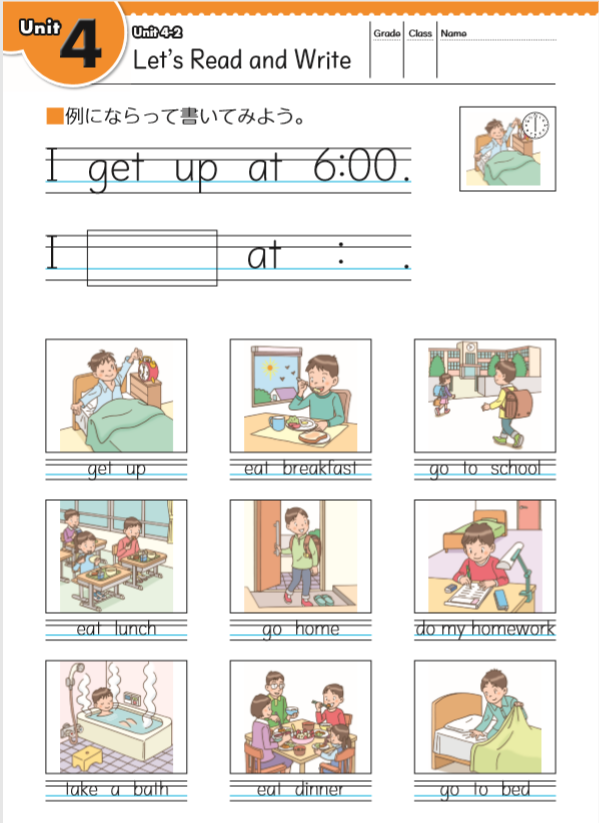 Unit 4
Unit 4-2
Let's Read and Write
Grade Class Name
■例にならって書いてみよう。
I get up at 6:00.
I at : .
get up
eat breakfast
go to school
eat lunch
go home
do my homework
take a bath
eat dinner
go to bed